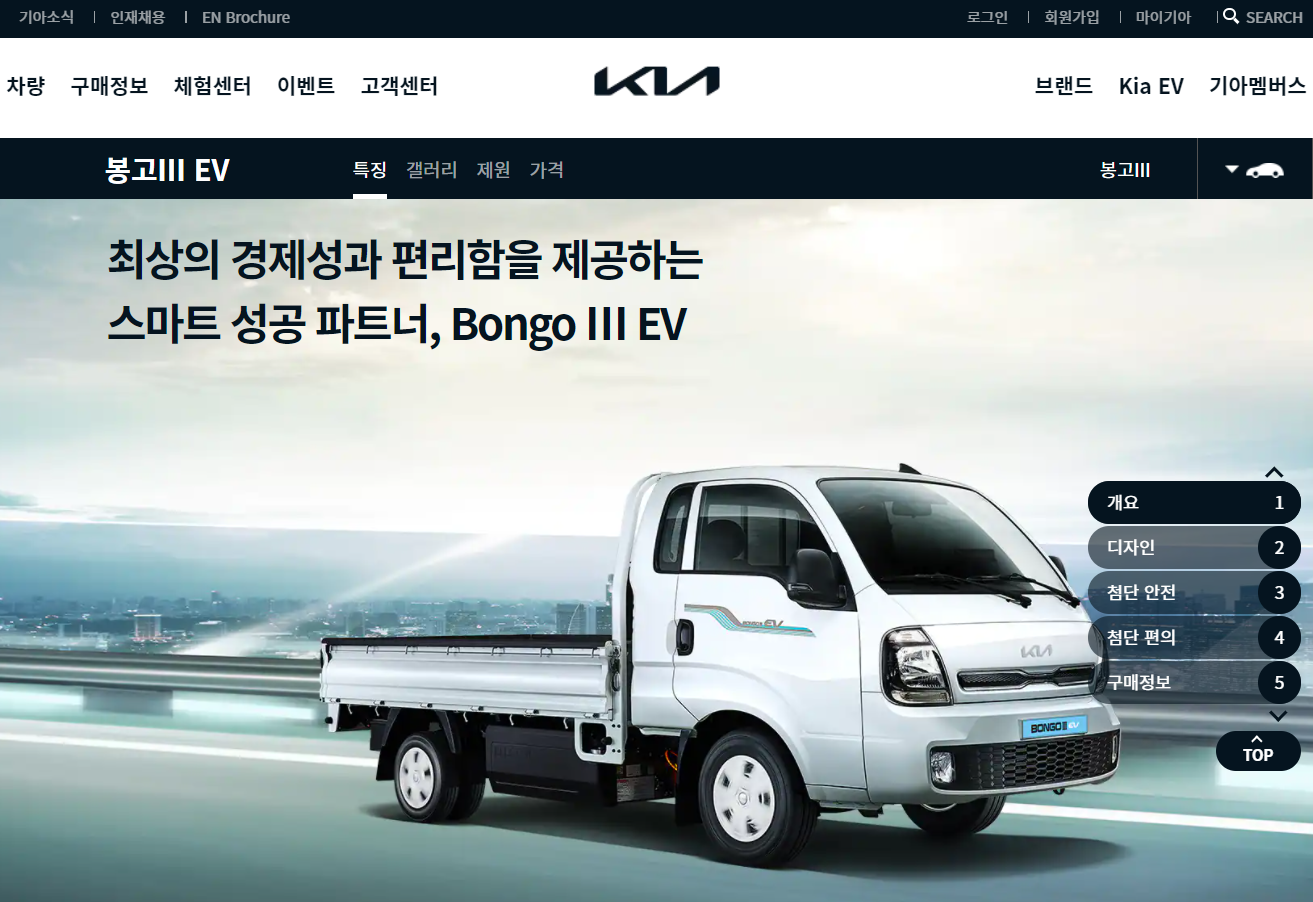 기아소식 | 인재채용 | EN Brochure
로그인 | 회원가입 | 마이기아 | SEARCH
차량 구매정보 체험센터 이벤트 고객센터
KIA
브랜드 Kia EV 기아멤버스
봉고III EV
특징 갤러리 제원 가격
봉고III
최상의 경제성과 편리함을 제공하는
스마트 성공 파트너, Bongo III EV
개요 1
디자인 2
첨단 안전 3
첨단 편의 4
구매정보 5
TOP
BONGO III EV
KIA
BONGO III EV